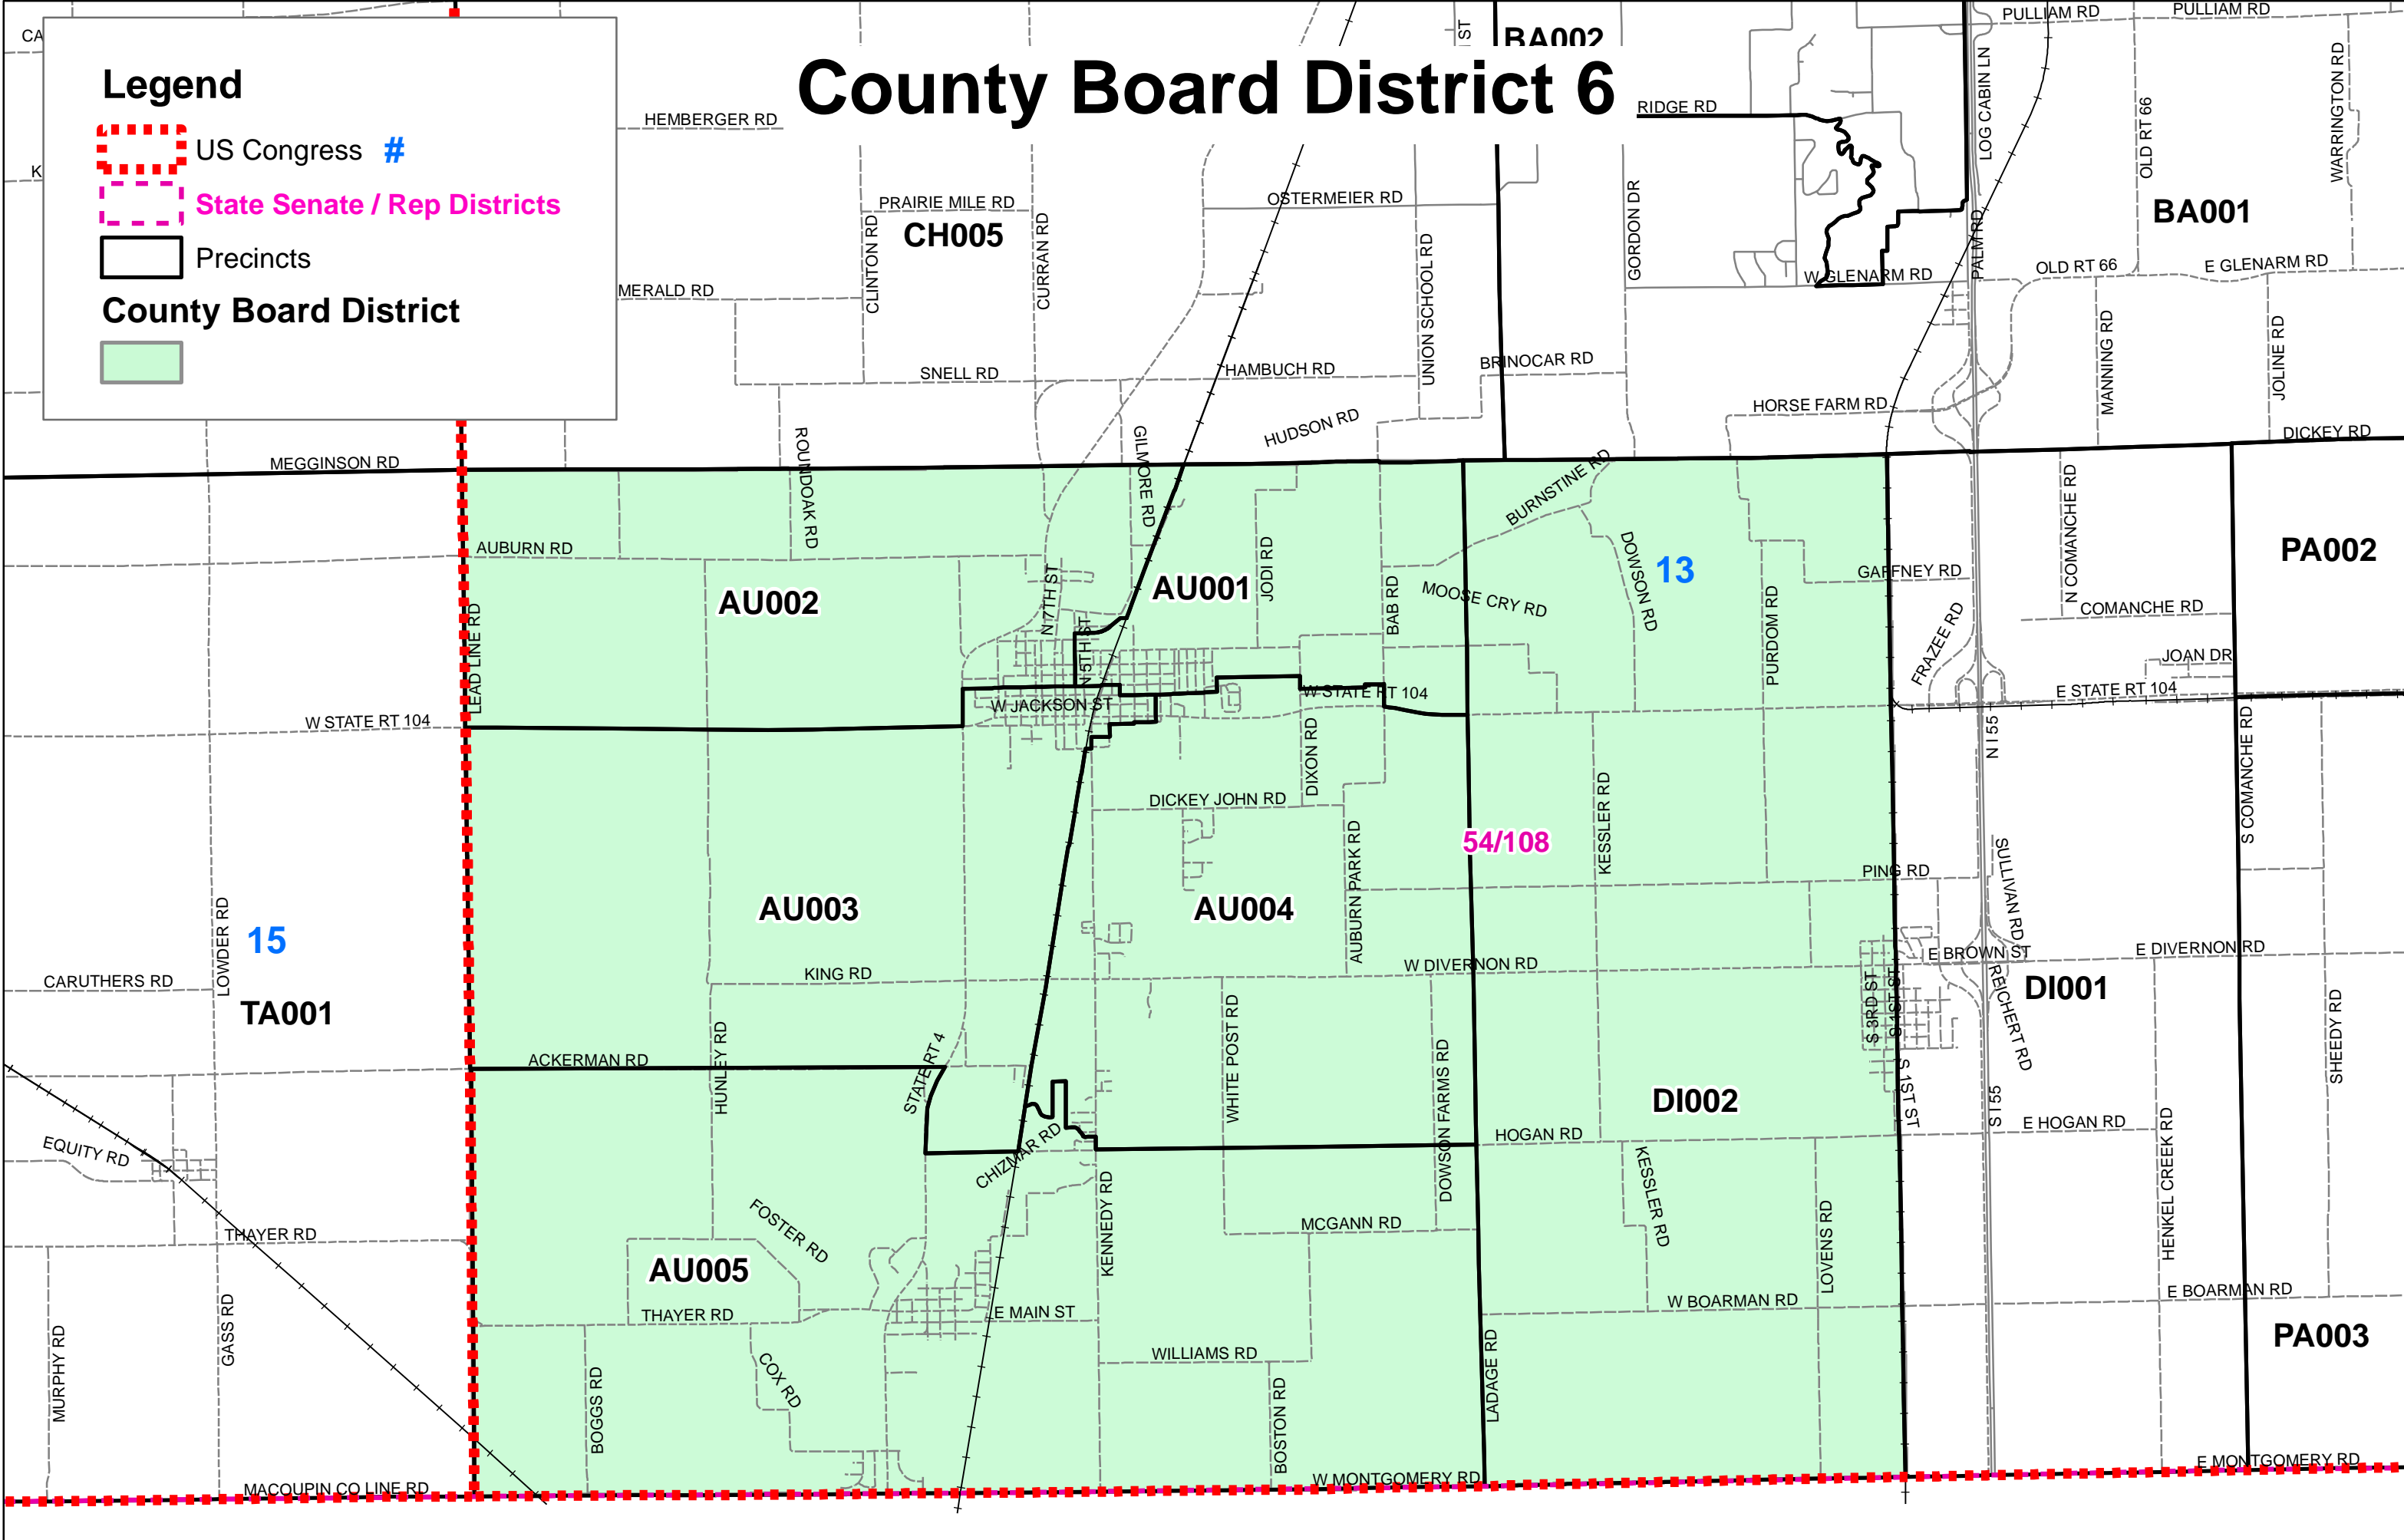 County Board District 6
Legend
US Congress #
State Senate / Rep Districts
Precincts
County Board District
CA
K
ST
BA002
PULLIAM RD
PULLIAM RD
HEMBERGER RD
RIDGE RD
LOG CABIN LN
OLD RT 66
WARRINGTON RD
PRAIRIE MILE RD
OSTERMEIER RD
CH005
CLINTON RD
CURRAN RD
UNION SCHOOL RD
GORDON DR
PALM RD
BA001
MERALD RD
W GLENARM RD
OLD RT 66
E GLENARM RD
SNELL RD
HAMBUCH RD
BRINOCAR RD
MANNING RD
JOLINE RD
HORSE FARM RD
HUDSON RD
DICKEY RD
MEGGINSON RD
ROUNDOAK RD
GILMORE RD
BURNSTINE RD
AUBURN RD
AU002
AU001
JODI RD
BAB RD
MOOSE CRY RD
DOWSON RD
13
PURDOM RD
GAFFNEY RD
N COMANCHE RD
PA002
COMANCHE RD
N 7TH ST
N 5TH ST
LEAD LINE RD
FRAZEE RD
JOAN DR
W STATE RT 104
W JACKSON ST
W STATE RT 104
E STATE RT 104
N I 55
S COMANCHE RD
DIXON RD
DICKEY JOHN RD
KESSLER RD
54/108
AUBURN PARK RD
PING RD
SULLIVAN RD
LOWDER RD
15
AU003
AU004
CARUTHERS RD
TA001
KING RD
W DIVERNON RD
E BROWN ST
E DIVERNON RD
S 3RD ST
S 1ST ST
REICHERT RD
DI001
SHEEDY RD
HUNLEY RD
WHITE POST RD
DOWSON FARMS RD
ACKERMAN RD
STATE RT 4
DI002
S 1ST ST
S I 55
E HOGAN RD
HOGAN RD
EQUITY RD
CHIZMAR RD
KENNEDY RD
KESSLER RD
LOVENS RD
HENKEL CREEK RD
THAYER RD
FOSTER RD
MCGANN RD
AU005
THAYER RD
E MAIN ST
W BOARMAN RD
E BOARMAN RD
PA003
MURPHY RD
GASS RD
BOGGS RD
COX RD
WILLIAMS RD
BOSTON RD
LADAGE RD
MACOUPIN CO LINE RD
W MONTGOMERY RD
E MONTGOMERY RD